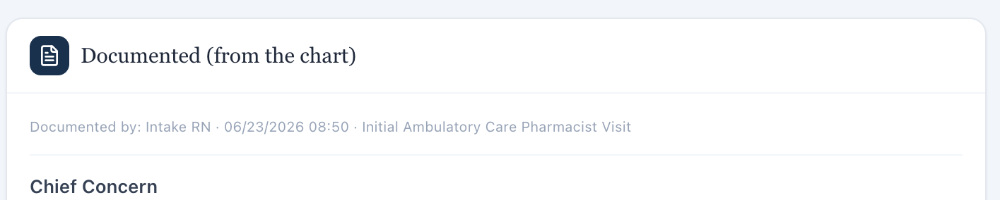 Documented (from the chart)
Documented by: Intake RN · 06/23/2026 08:50 · Initial Ambulatory Care Pharmacist Visit
Chief Concern